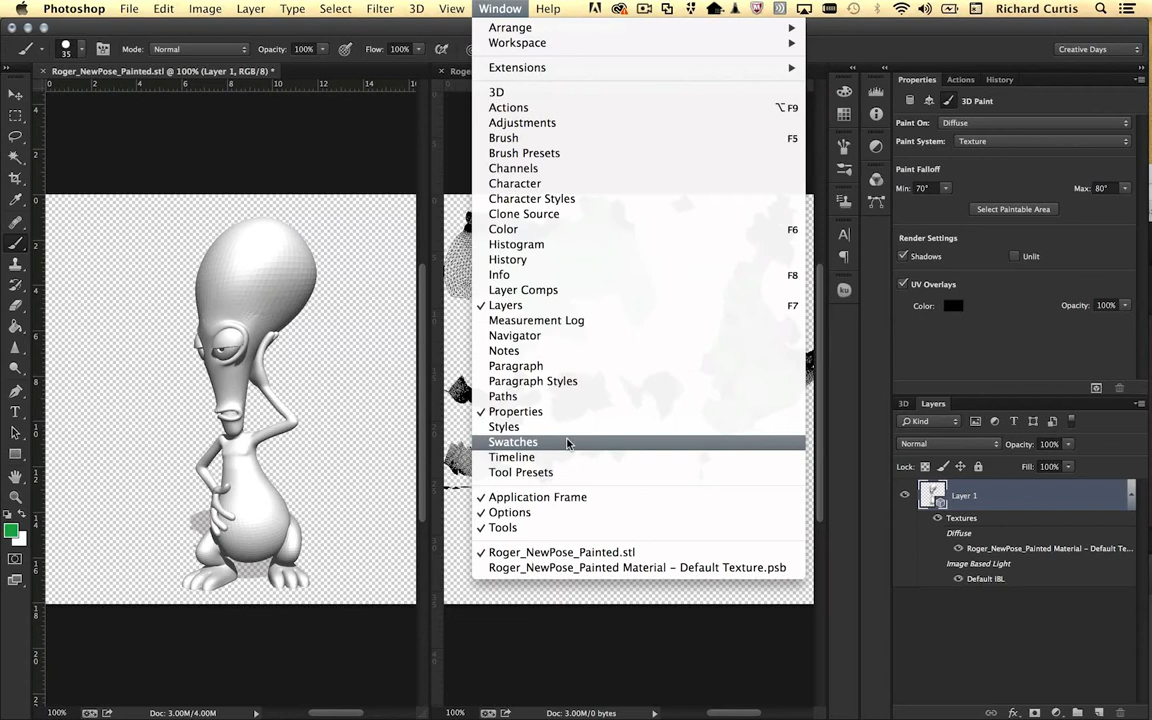 Photoshop File Edit Image Layer Type Select Filter 3D View Window Help Richard Curtis
35 Mode: Normal Opacity: 100% Flow: 100% Creative Days
Roger_NewPose_Painted.stl @ 100% (Layer 1, RGB/8) *
Roger
Arrange
Workspace
Extensions
3D
Actions ⌥F9
Adjustments
Brush F5
Brush Presets
Channels
Character
Character Styles
Clone Source
Color F6
Histogram
History
Info F8
Layer Comps
✓ Layers F7
Measurement Log
Navigator
Notes
Paragraph
Paragraph Styles
Paths
✓ Properties
Styles
Swatches
Timeline
Tool Presets
✓ Application Frame
✓ Options
✓ Tools
✓ Roger_NewPose_Painted.stl
Roger_NewPose_Painted Material – Default Texture.psb
Properties Actions History
3D Paint
Paint On: Diffuse
Paint System: Texture
Paint Falloff
Min: 70° Max: 80°
Select Paintable Area
Render Settings
Shadows Unlit
UV Overlays
Color: Opacity: 100%
3D Layers
Kind
Normal Opacity: 100%
Lock: Fill: 100%
Layer 1
Textures
Diffuse
Roger_NewPose_Painted Material – Default Te...
Image Based Light
Default IBL
100% Doc: 3.00M/4.00M
100% Doc: 3.00M/0 bytes